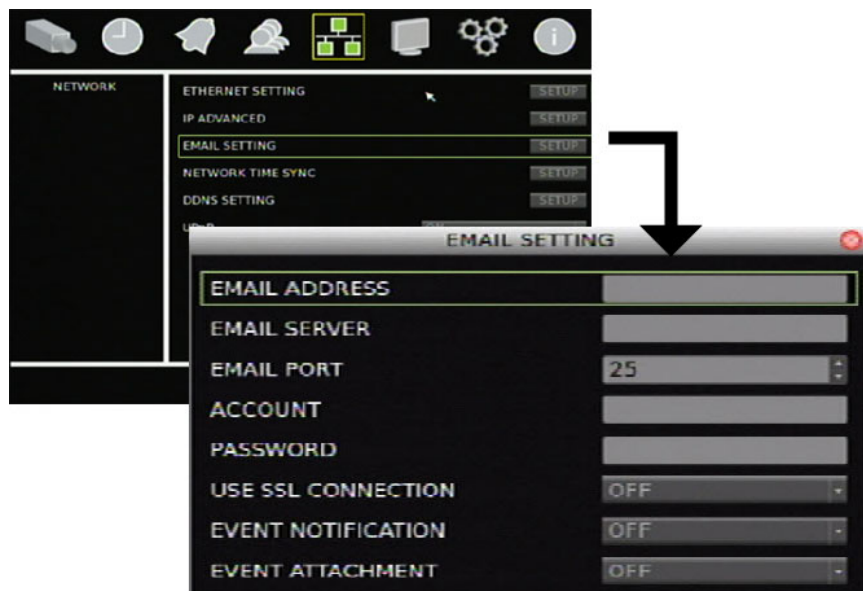 NETWORK
ETHERNET SETTING SETUP
IP ADVANCED SETUP
EMAIL SETTING SETUP
NETWORK TIME SYNC SETUP
DDNS SETTING SETUP
EMAIL SETTING
EMAIL ADDRESS
EMAIL SERVER
EMAIL PORT 25
ACCOUNT
PASSWORD
USE SSL CONNECTION OFF
EVENT NOTIFICATION OFF
EVENT ATTACHMENT OFF